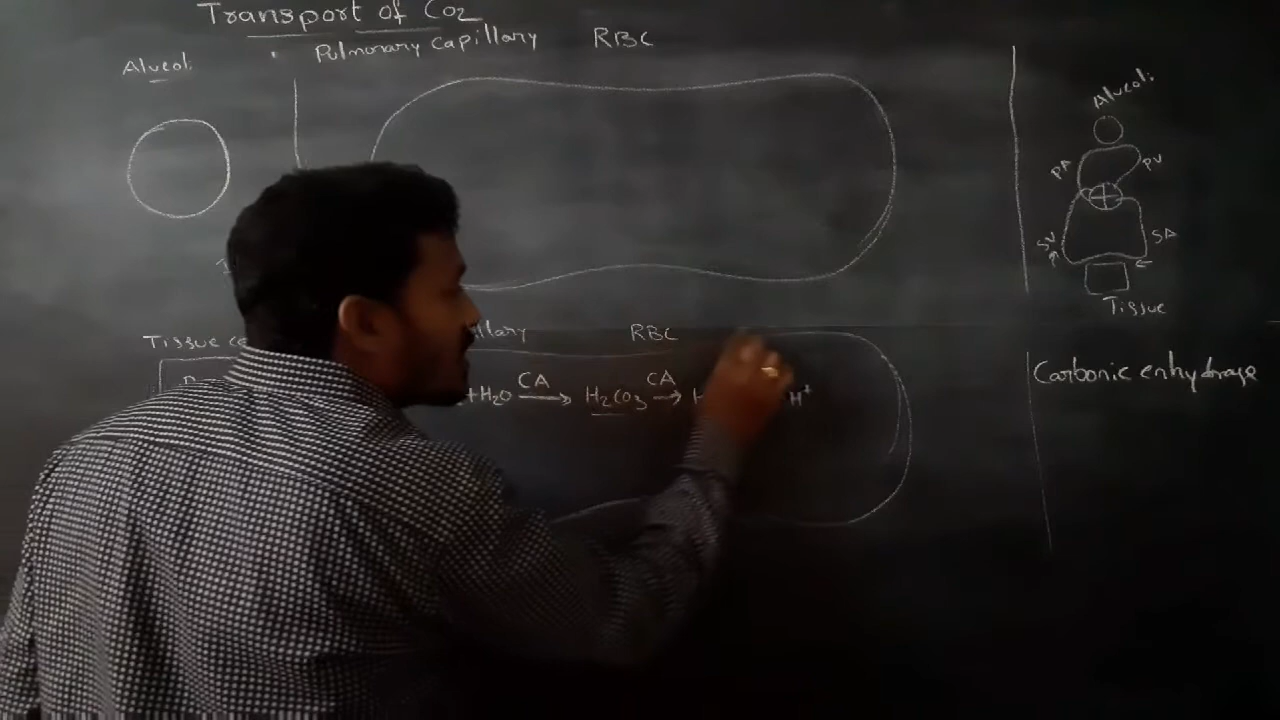 Transport of Co2
Pulmonary capillary RBC
Alveoli
Alveoli
PA PV
SV SA
Tissue
Tissue RBC
+H2O CA → H2CO3 CA → H+
Carbonic enhydrase